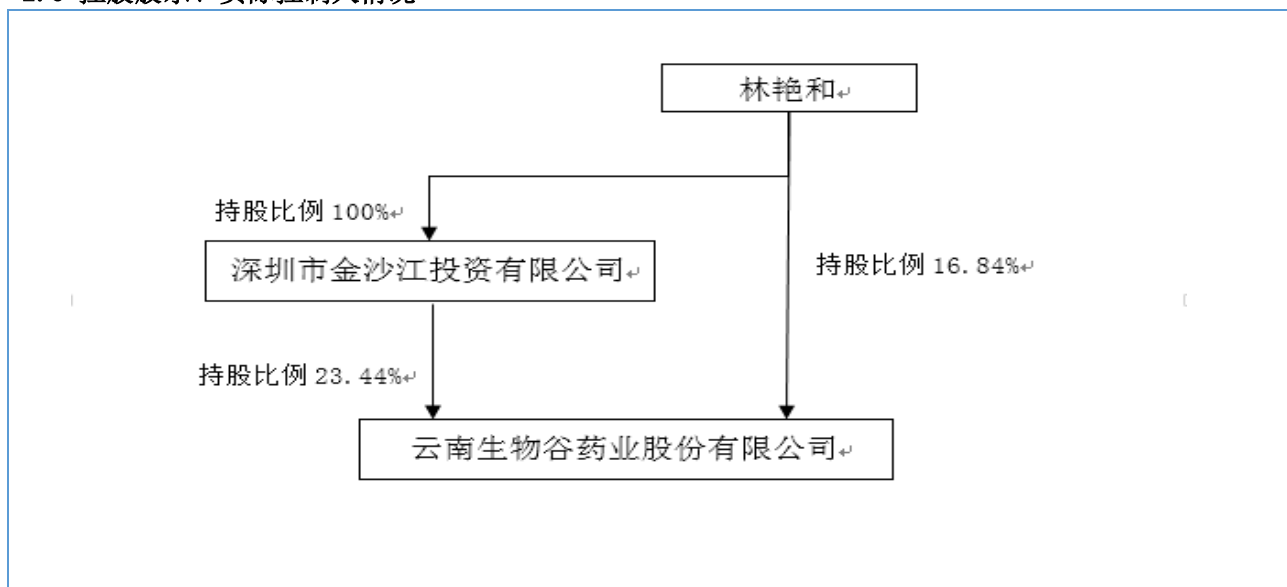 林艳和
持股比例 100%
深圳市金沙江投资有限公司
持股比例 16.84%
持股比例 23.44%
云南生物谷药业股份有限公司